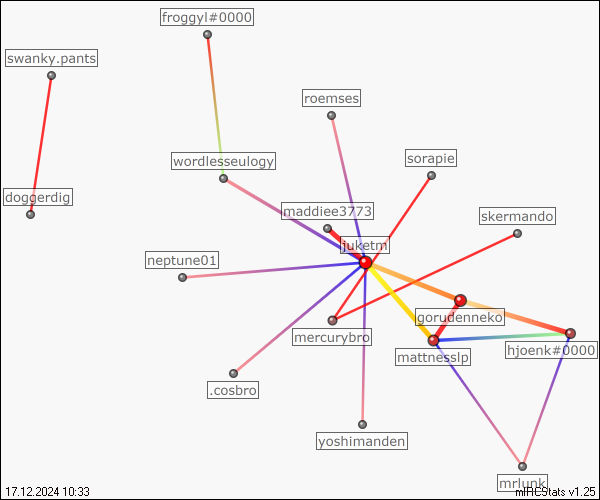 froggyl#0000
swanky.pants
roemses
wordlesseulogy
sorapie
doggerdig
maddiee3773
skermando
juketm
neptune01
gorudenneko
mercurybro
hjoenk#0000
mattnesslp
.cosbro
yoshimanden
mrlunk
17.12.2024 10:33
mIRCStats v1.25